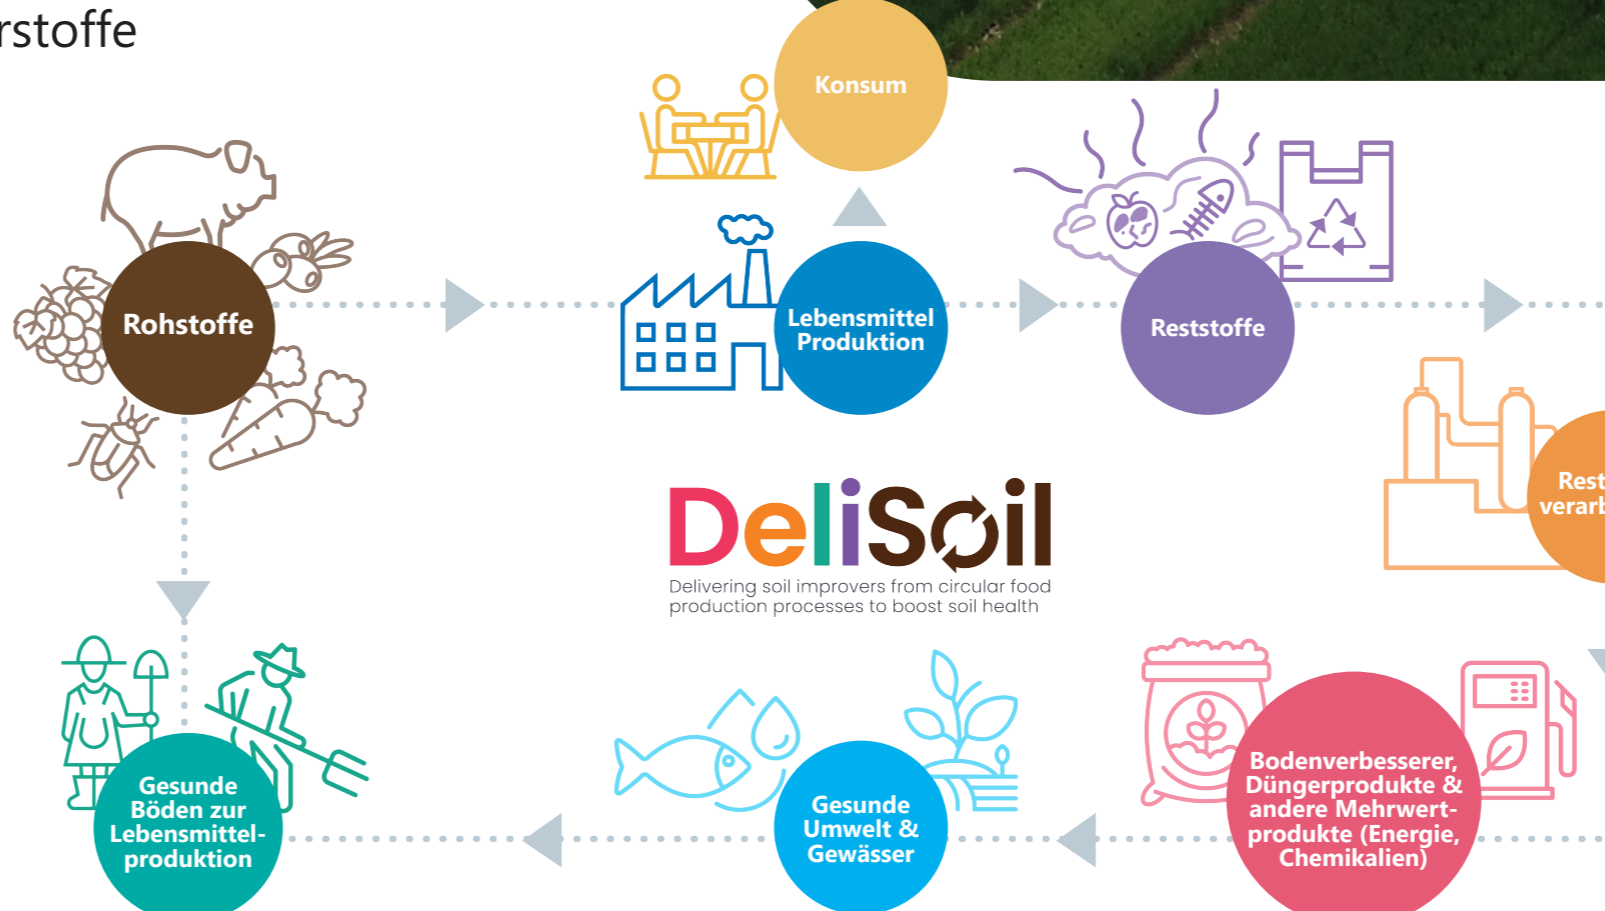 rstoffe
Konsum
Rohstoffe
Lebensmittel
Produktion
Reststoffe
Rest
verarb
DeliSoil
Delivering soil improvers from circular food
production processes to boost soil health
Gesunde
Böden zur
Lebensmittel-
produktion
Gesunde
Umwelt &
Gewässer
Bodenverbesserer,
Düngerprodukte &
andere Mehrwert-
produkte (Energie,
Chemikalien)